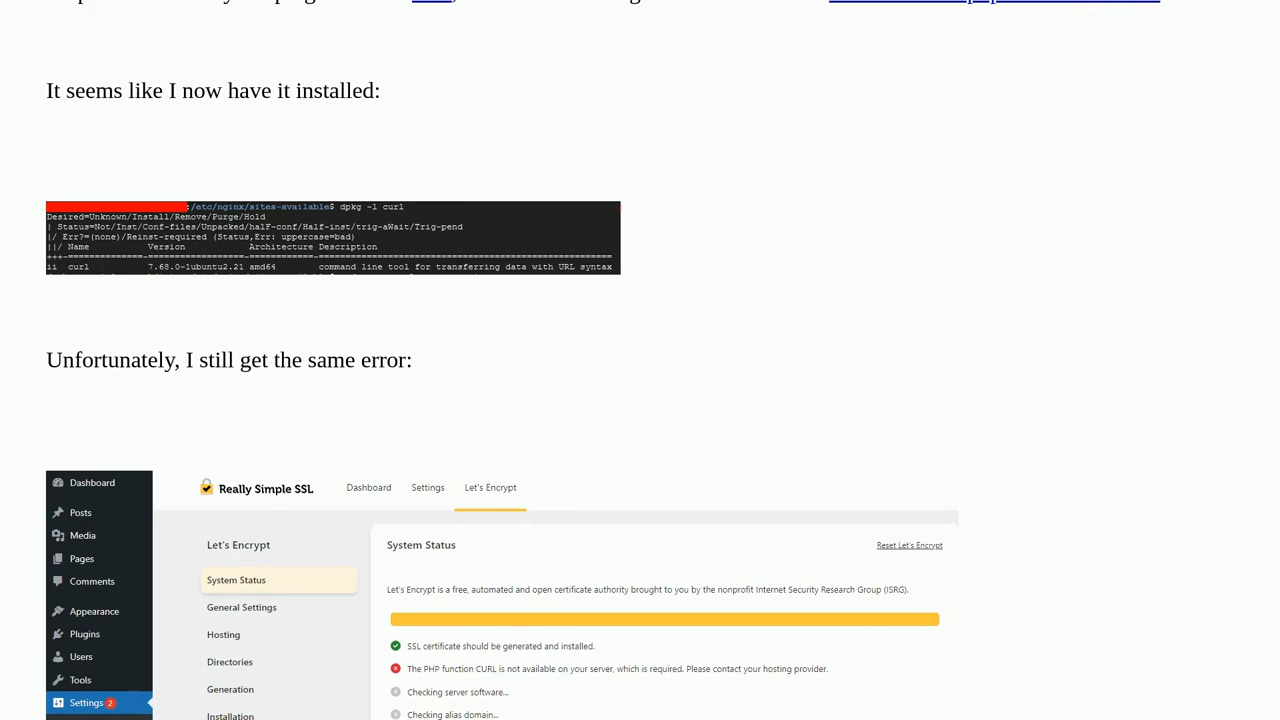 It seems like I now have it installed:
:/etc/nginx/sites-available$ dpkg -l curl
Desired=Unknown/Install/Remove/Purge/Hold
| Status=Not/Inst/Conf-files/Unpacked/halF-conf/Half-inst/trig-aWait/Trig-pend
|/ Err?=(none)/Reinst-required (Status,Err: uppercase=bad)
||/ Name Version Architecture Description
+++-==============-=================-============-==========================================
ii curl 7.68.0-1ubuntu2.21 amd64 command line tool for transferring data with URL syntax
Unfortunately, I still get the same error:
Dashboard
Posts
Media
Pages
Comments
Appearance
Plugins
Users
Tools
Settings 2
Really Simple SSL
Dashboard Settings Let's Encrypt
Let's Encrypt
System Status
General Settings
Hosting
Directories
Generation
Installation
System Status
Reset Let's Encrypt
Let's Encrypt is a free, automated and open certificate authority brought to you by the nonprofit Internet Security Research Group (ISRG).
SSL certificate should be generated and installed.
The PHP function CURL is not available on your server, which is required. Please contact your hosting provider.
Checking server software...
Checking alias domain...